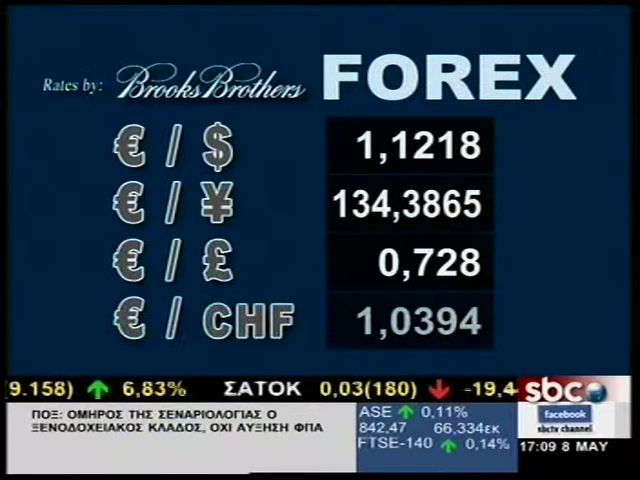 Rates by: Brooks Brothers FOREX
€ / $ 1,1218
€ / ¥ 134,3865
€ / £ 0,728
€ / CHF 1,0394
(9.158) 6,83% ΣΑΤΟΚ 0,03(180) -19,4
sbc
ΠΟΞ: ΟΜΗΡΟΣ ΤΗΣ ΣΕΝΑΡΙΟΛΟΓΙΑΣ Ο
ΞΕΝΟΔΟΧΕΙΑΚΟΣ ΚΛΑΔΟΣ, ΟΧΙ ΑΥΞΗΣΗ ΦΠΑ
ASE 0,11%
842,47 66,334εκ
FTSE-140 0,14%
facebook
sbctv channel
17:09 8 MAY